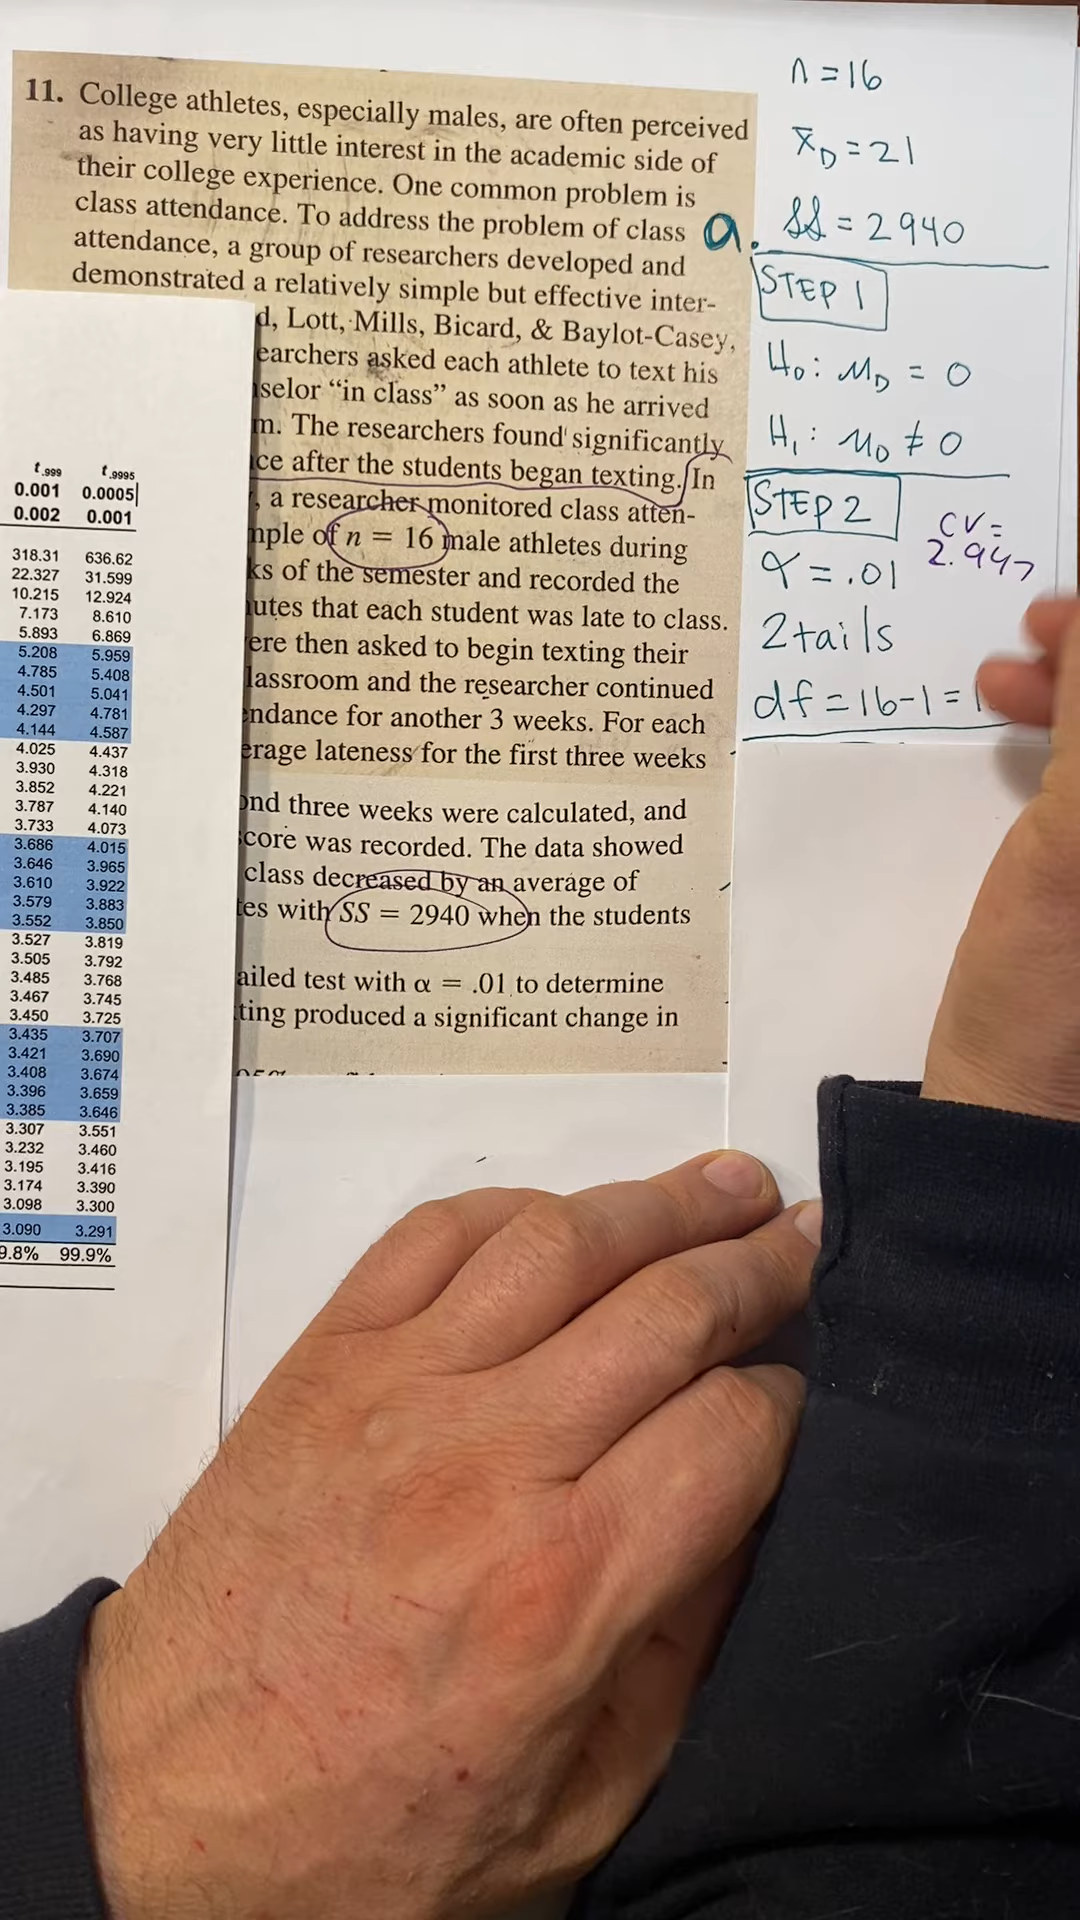 11. College athletes, especially males, are often perceived
as having very little interest in the academic side of
their college experience. One common problem is
class attendance. To address the problem of class
attendance, a group of researchers developed and
demonstrated a relatively simple but effective inter-
d, Lott, Mills, Bicard, & Baylot-Casey,
earchers asked each athlete to text his
selor “in class” as soon as he arrived
m. The researchers found significantly
ce after the students began texting. In
, a researcher monitored class atten-
mple of n = 16 male athletes during
ks of the semester and recorded the
utes that each student was late to class.
ere then asked to begin texting their
lassroom and the researcher continued
endance for another 3 weeks. For each
erage lateness for the first three weeks
ond three weeks were calculated, and
score was recorded. The data showed
class decreased by an average of
tes with SS = 2940 when the students
ailed test with α = .01 to determine
ting produced a significant change in
n = 16
x̄D = 21
a. SS = 2940
STEP 1
H0: MD = 0
H1: MD ≠ 0
STEP 2
CV =
2.947
α = .01
2 tails
df = 16-1 = 1
t.999 t.9995
0.001 0.0005
0.002 0.001
318.31 636.62
22.327 31.599
10.215 12.924
7.173 8.610
5.893 6.869
5.208 5.959
4.785 5.408
4.501 5.041
4.297 4.781
4.144 4.587
4.025 4.437
3.930 4.318
3.852 4.221
3.787 4.140
3.733 4.073
3.686 4.015
3.646 3.965
3.610 3.922
3.579 3.883
3.552 3.850
3.527 3.819
3.505 3.792
3.485 3.768
3.467 3.745
3.450 3.725
3.435 3.707
3.421 3.690
3.408 3.674
3.396 3.659
3.385 3.646
3.307 3.551
3.232 3.460
3.195 3.416
3.174 3.390
3.098 3.300
3.090 3.291
9.8% 99.9%